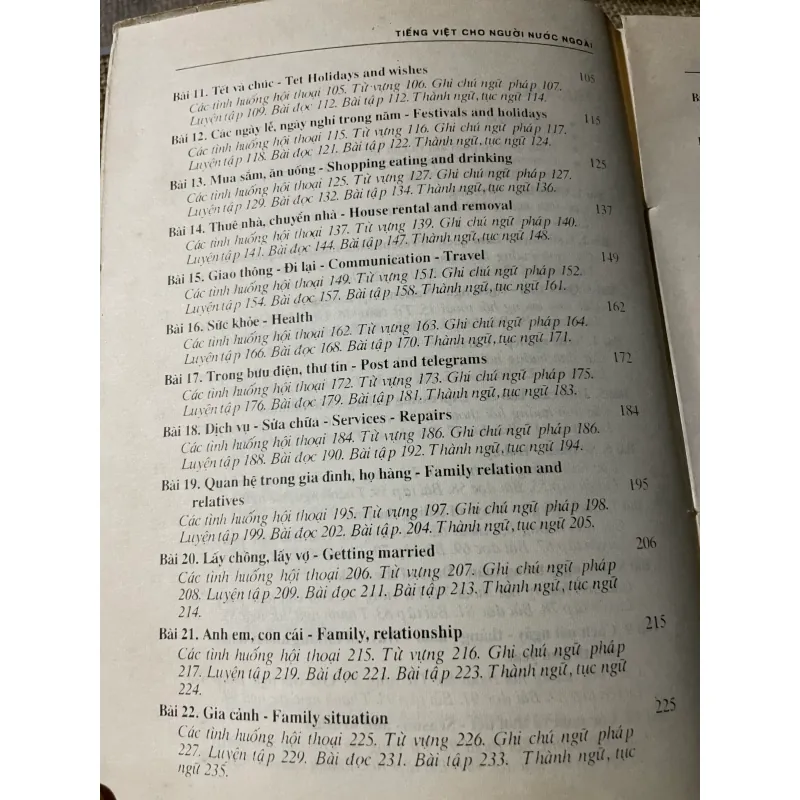 TIẾNG VIỆT CHO NGƯỜI NƯỚC NGOÀI
Bài 11. Tết và chúc - Tet Holidays and wishes 105
Các tình huống hội thoại 105. Từ vựng 106. Ghi chú ngữ pháp 107.
Luyện tập 109. Bài đọc 112. Bài tập 112. Thành ngữ, tục ngữ 114.
Bài 12. Các ngày lễ, ngày nghỉ trong năm - Festivals and holidays 115
Các tình huống hội thoại 115. Từ vựng 116. Ghi chú ngữ pháp 117.
Luyện tập 118. Bài đọc 121. Bài tập 122. Thành ngữ, tục ngữ 124.
Bài 13. Mua sắm, ăn uống - Shopping eating and drinking 125
Các tình huống hội thoại 125. Từ vựng 127. Ghi chú ngữ pháp 127.
Luyện tập 129. Bài đọc 132. Bài tập 134. Thành ngữ, tục ngữ 136.
Bài 14. Thuê nhà, chuyển nhà - House rental and removal 137
Các tình huống hội thoại 137. Từ vựng 139. Ghi chú ngữ pháp 140.
Luyện tập 141. Bài đọc 144. Bài tập 147. Thành ngữ, tục ngữ 148.
Bài 15. Giao thông - Đi lại - Communication - Travel 149
Các tình huống hội thoại 149. Từ vựng 151. Ghi chú ngữ pháp 152.
Luyện tập 154. Bài đọc 157. Bài tập 158. Thành ngữ, tục ngữ 161.
Bài 16. Sức khỏe - Health 162
Các tình huống hội thoại 162. Từ vựng 163. Ghi chú ngữ pháp 164.
Luyện tập 166. Bài đọc 168. Bài tập 170. Thành ngữ, tục ngữ 171.
Bài 17. Trong bưu điện, thư tín - Post and telegrams 172
Các tình huống hội thoại 172. Từ vựng 173. Ghi chú ngữ pháp 175.
Luyện tập 176. Bài đọc 179. Bài tập 181. Thành ngữ, tục ngữ 183.
Bài 18. Dịch vụ - Sửa chữa - Services - Repairs 184
Các tình huống hội thoại 184. Từ vựng 186. Ghi chú ngữ pháp 186.
Luyện tập 188. Bài đọc 190. Bài tập 192. Thành ngữ, tục ngữ 194.
Bài 19. Quan hệ trong gia đình, họ hàng - Family relation and
relatives 195
Các tình huống hội thoại 195. Từ vựng 197. Ghi chú ngữ pháp 198.
Luyện tập 199. Bài đọc 202. Bài tập. 204. Thành ngữ, tục ngữ 205.
Bài 20. Lấy chồng, lấy vợ - Getting married 206
Các tình huống hội thoại 206. Từ vựng 207. Ghi chú ngữ pháp
208. Luyện tập 209. Bài đọc 211. Bài tập 213. Thành ngữ, tục ngữ
214.
Bài 21. Anh em, con cái - Family, relationship 215
Các tình huống hội thoại 215. Từ vựng 216. Ghi chú ngữ pháp
217. Luyện tập 219. Bài đọc 221. Bài tập 223. Thành ngữ, tục ngữ
224.
Bài 22. Gia cảnh - Family situation 225
Các tình huống hội thoại 225. Từ vựng 226. Ghi chú ngữ pháp
227. Luyện tập 229. Bài đọc 231. Bài tập 233. Thành ngữ, tục
ngữ 235.